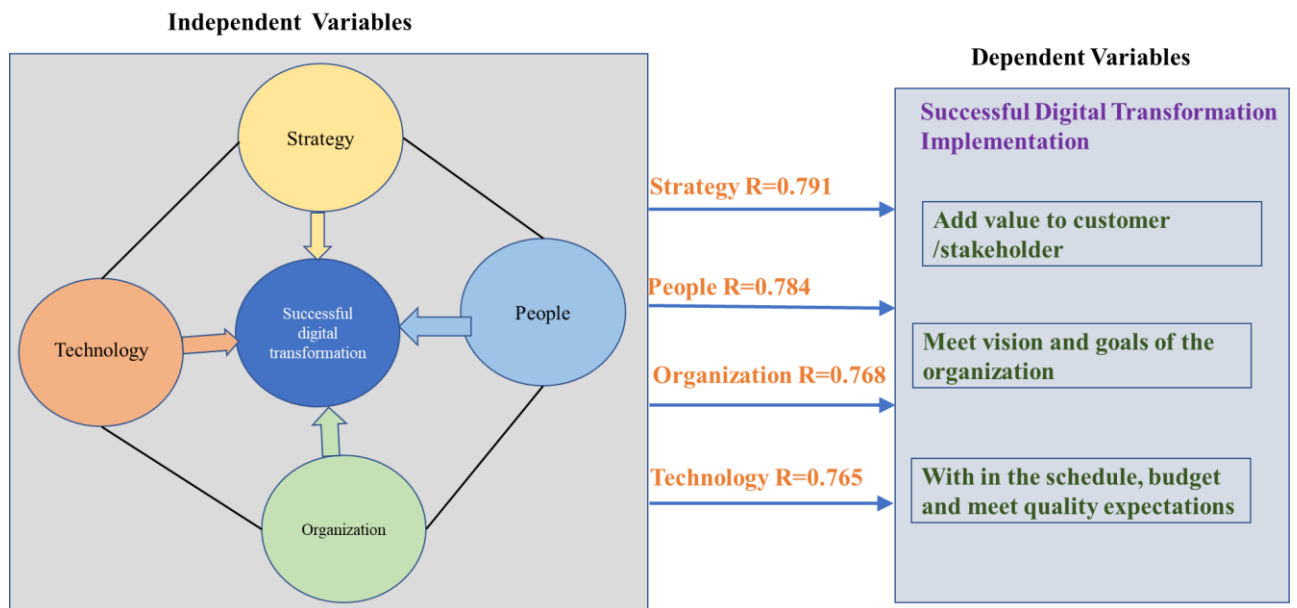 Independent Variables
Strategy
Technology
Successful
digital
transformation
People
Organization
Strategy R=0.791
People R=0.784
Organization R=0.768
Technology R=0.765
Dependent Variables
Successful Digital Transformation
Implementation
Add value to customer
/stakeholder
Meet vision and goals of the
organization
With in the schedule, budget
and meet quality expectations